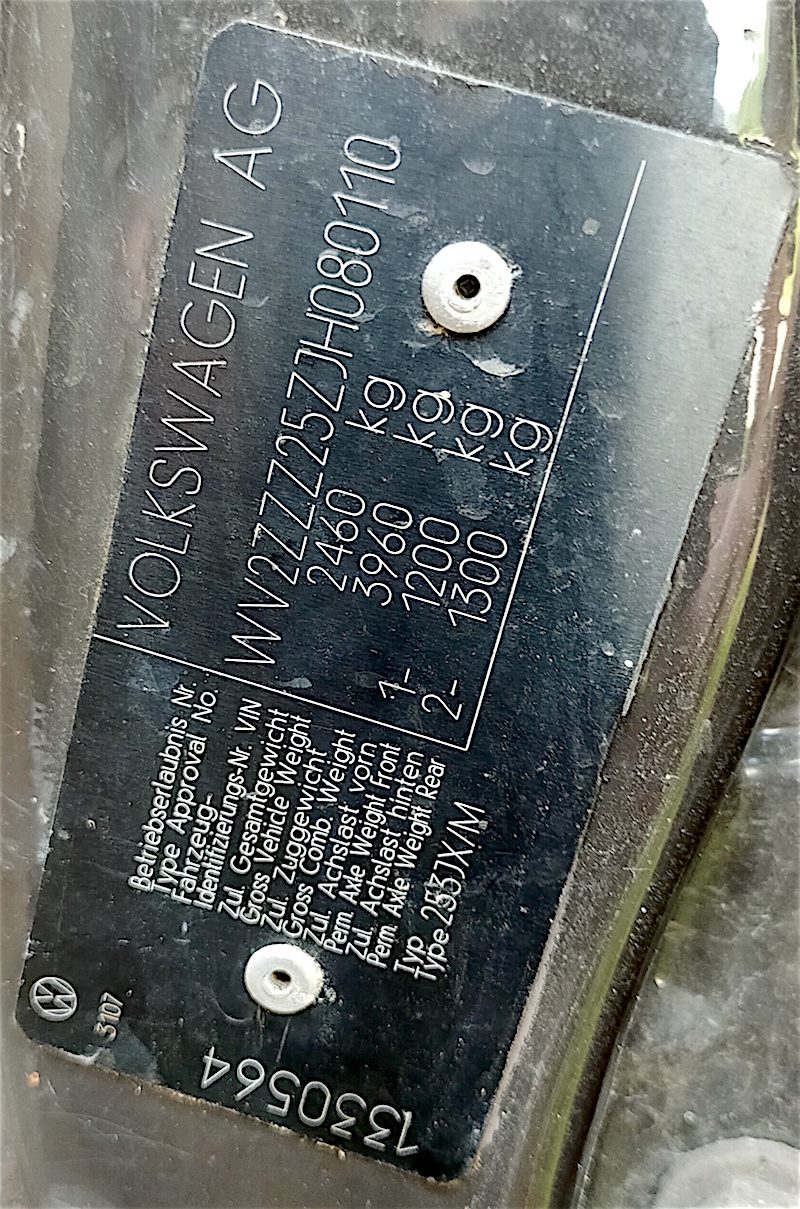 VOLKSWAGEN AG
Betriebserlaubnis Nr.
Type Approval No.
Fahrzeug-
Identifizierungs-Nr. VIN WV2ZZZ25ZJH080110
Zul. Gesamtgewicht 2460 kg
Gross Vehicle Weight
Zul. Zuggewicht 3960 kg
Gross Comb. Weight
Zul. Achslast vorn 1- 1200 kg
Perm. Axle Weight Front
Zul. Achslast hinten 2- 1300 kg
Perm. Axle Weight Rear
Typ
Type 253JX/M
3107
1330564